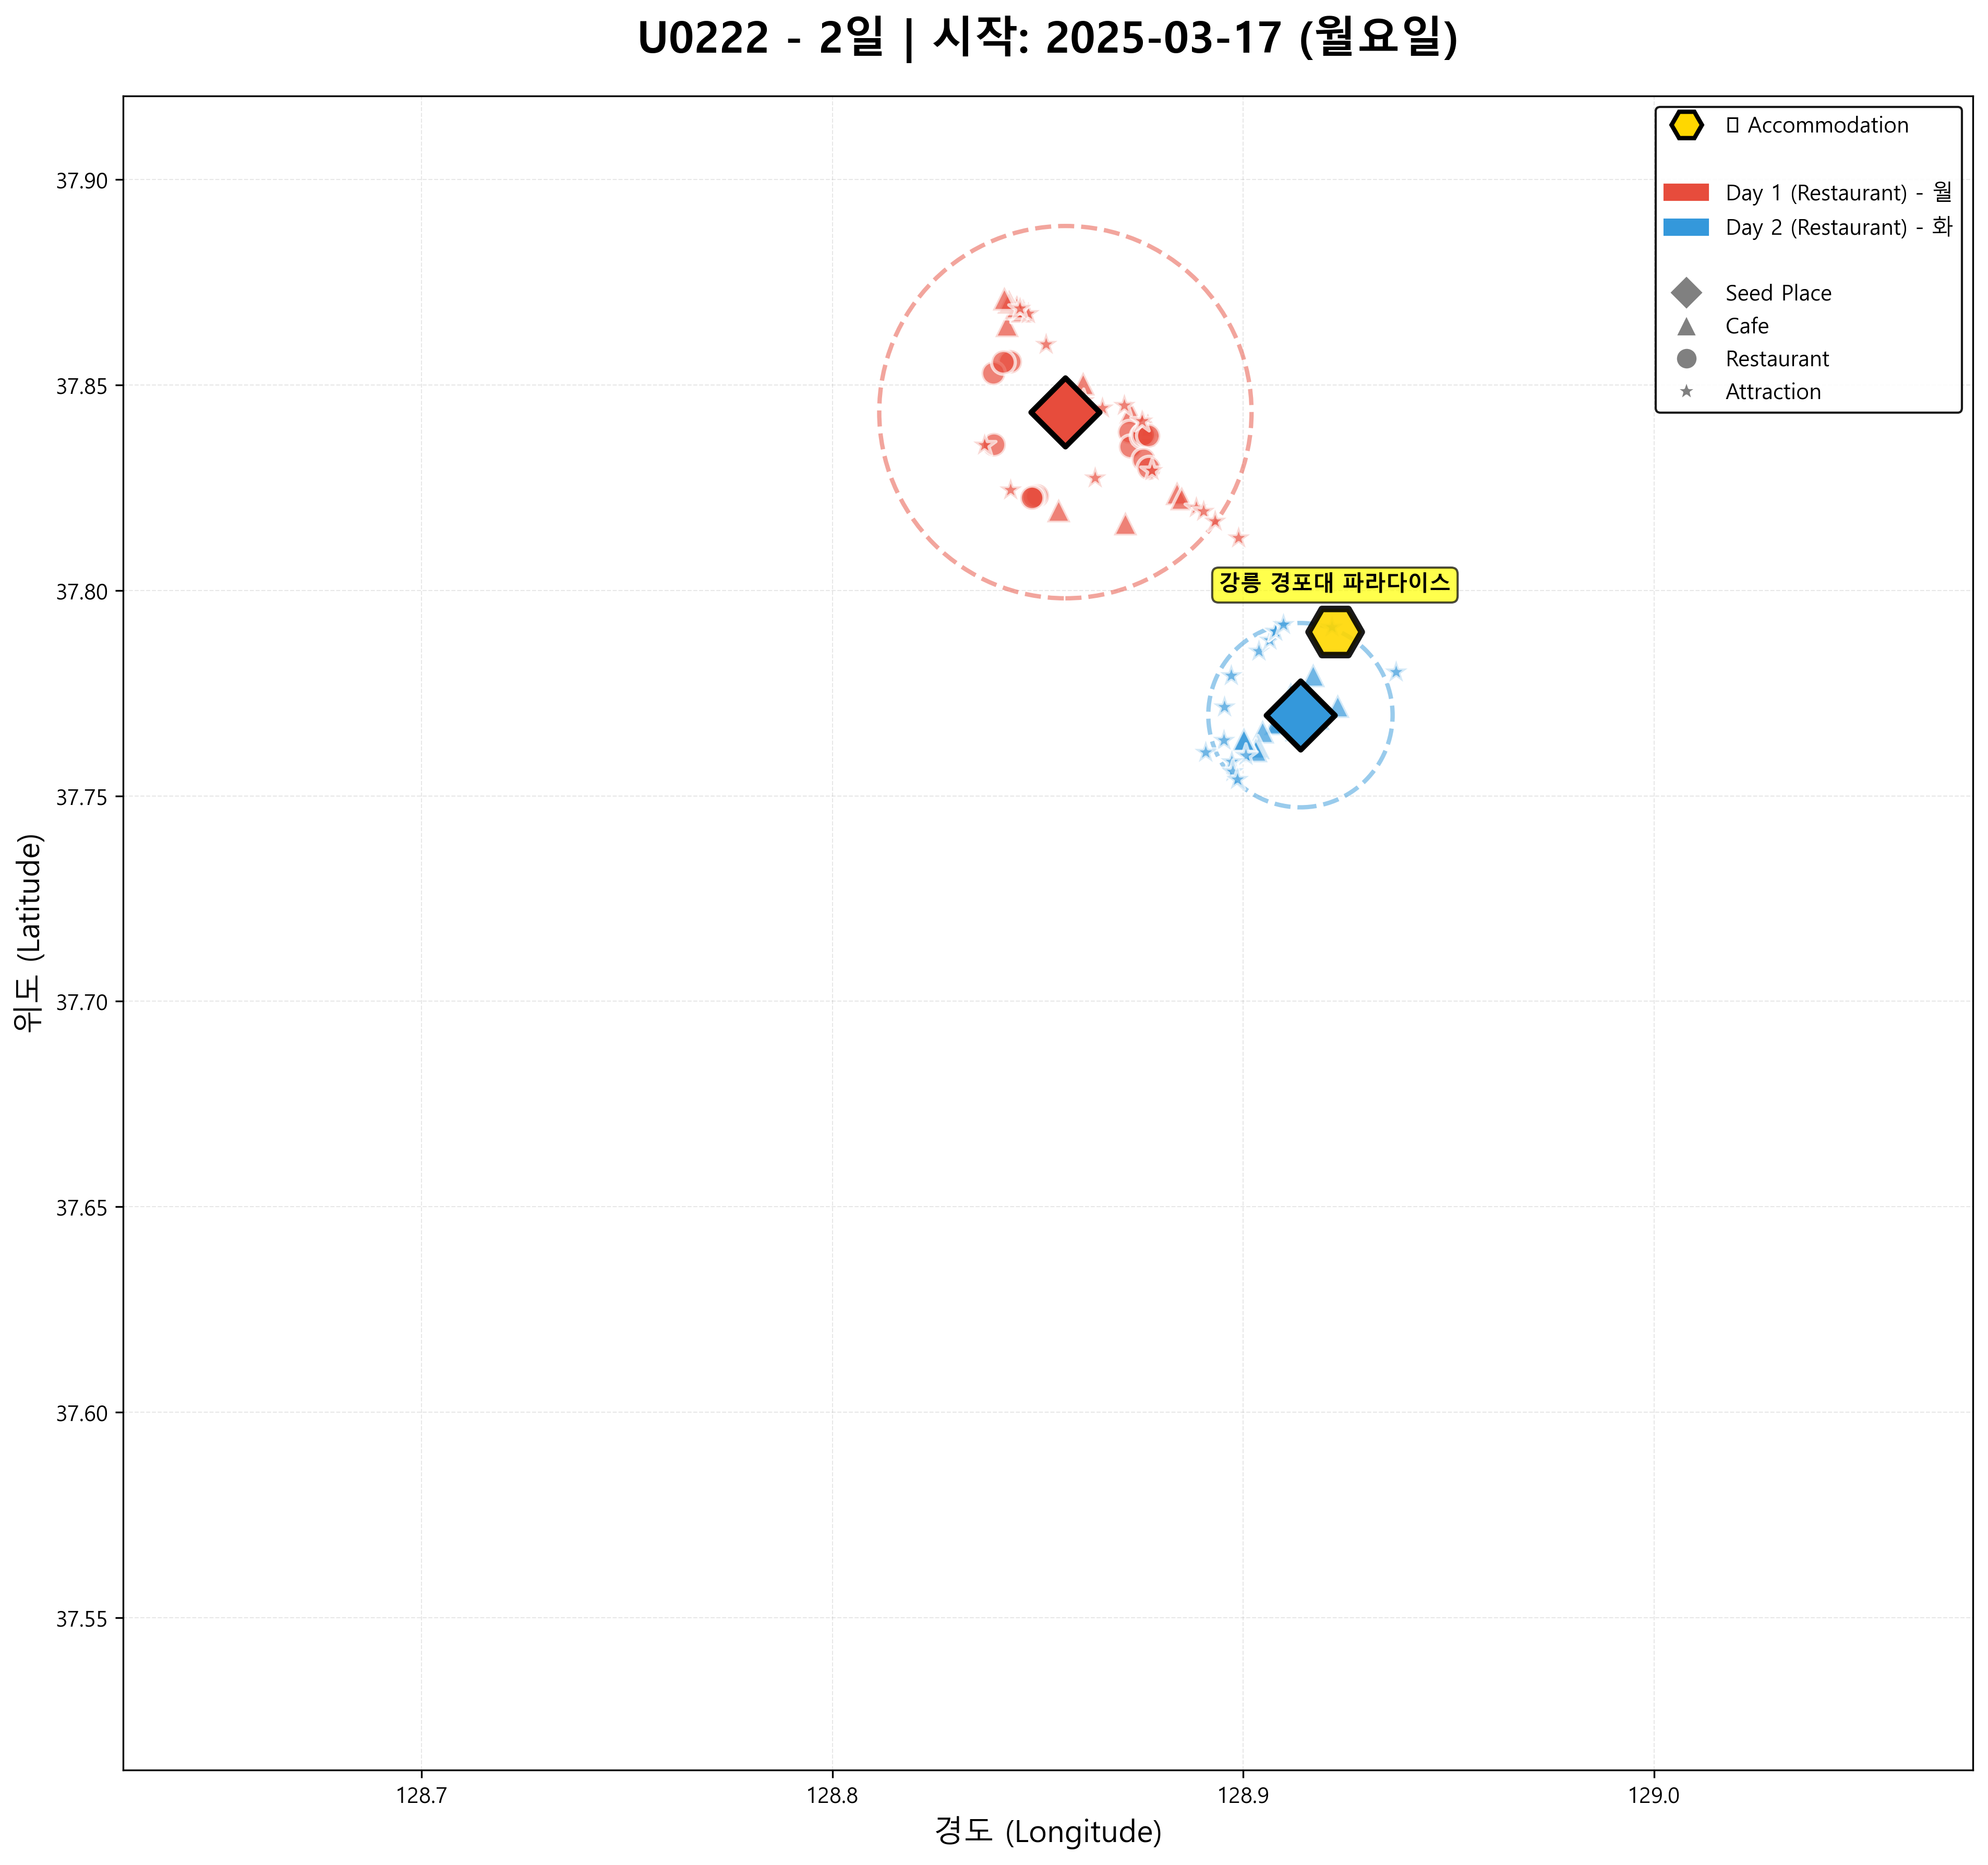 U0222 - 2일 | 시작: 2025-03-17 (월요일)
Accommodation
Day 1 (Restaurant) - 월
Day 2 (Restaurant) - 화
Seed Place
Cafe
Restaurant
Attraction
37.90
37.85
37.80
37.75
37.70
37.65
37.60
37.55
위도 (Latitude)
강릉 경포대 파라다이스
128.7
128.8
128.9
129.0
경도 (Longitude)